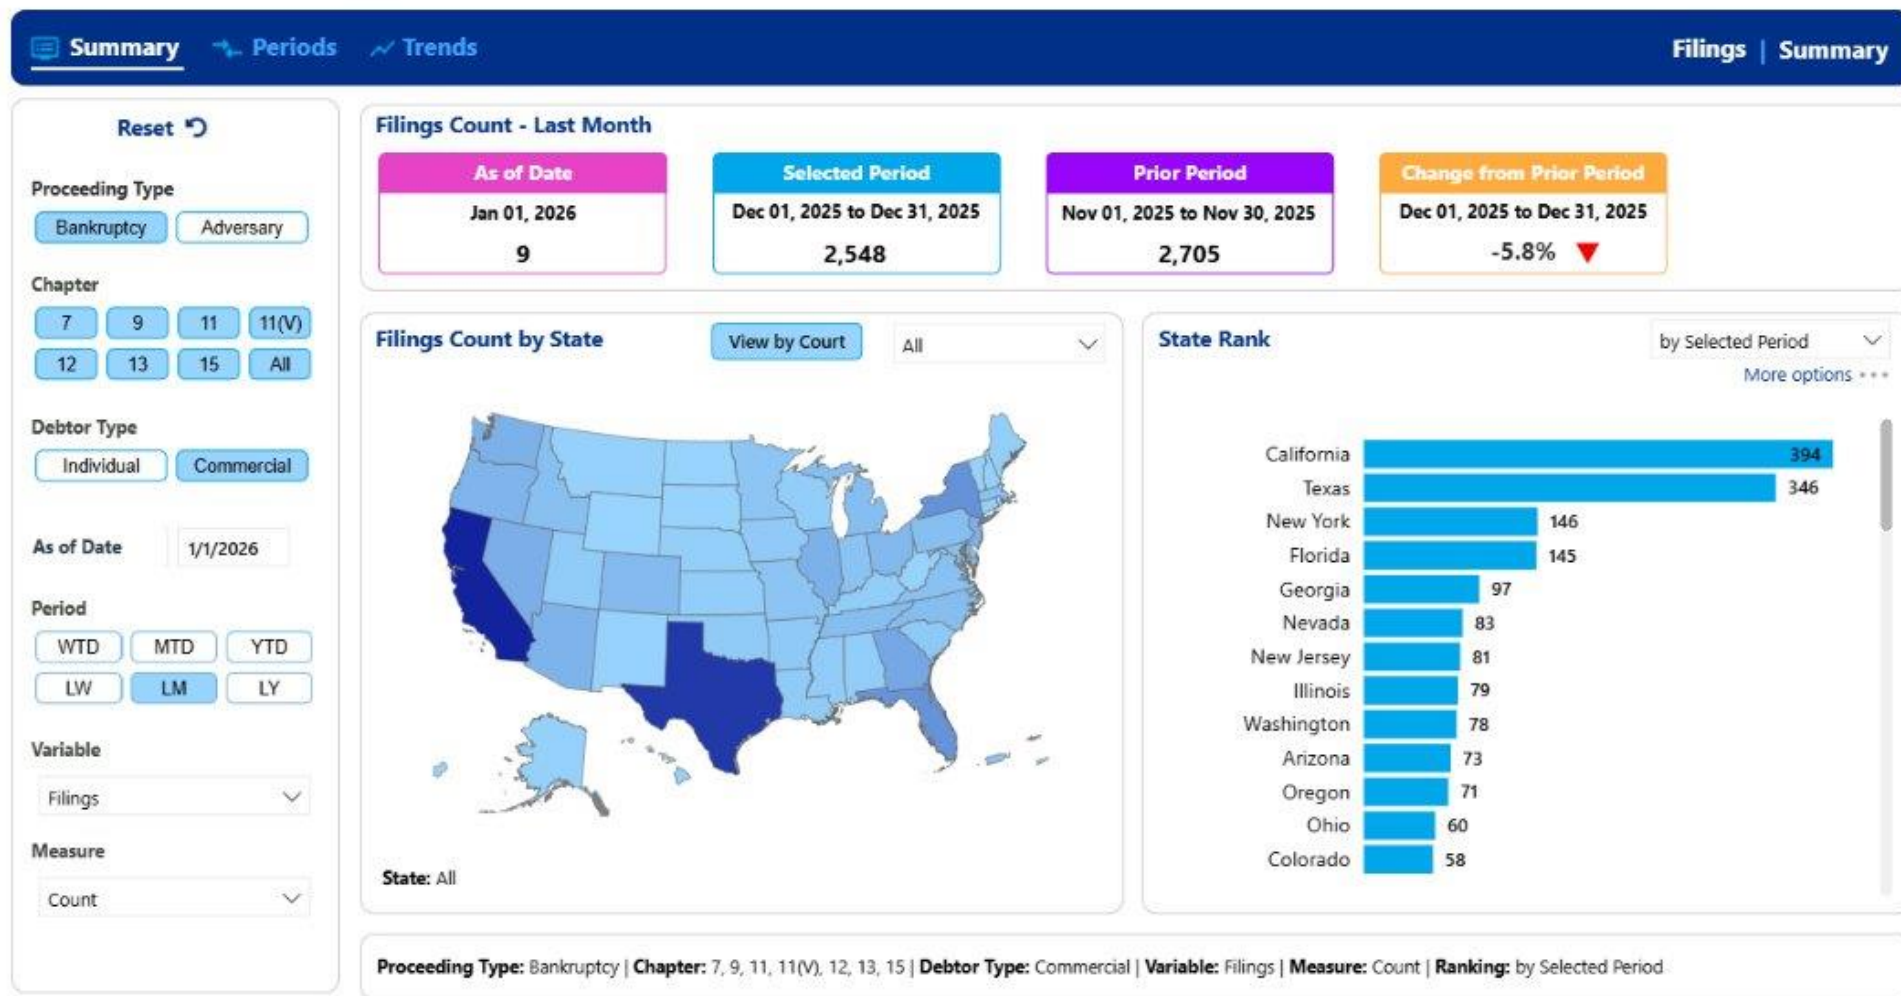 Summary Periods Trends Filings | Summary
Reset
Proceeding Type
Bankruptcy Adversary
Chapter
7 9 11 11(V)
12 13 15 All
Debtor Type
Individual Commercial
As of Date 1/1/2026
Period
WTD MTD YTD
LW LM LY
Variable
Filings
Measure
Count
Filings Count - Last Month
As of Date
Jan 01, 2026
9
Selected Period
Dec 01, 2025 to Dec 31, 2025
2,548
Prior Period
Nov 01, 2025 to Nov 30, 2025
2,705
Change from Prior Period
Dec 01, 2025 to Dec 31, 2025
-5.8%
Filings Count by State View by Court All
State: All
State Rank by Selected Period
More options
California 394
Texas 346
New York 146
Florida 145
Georgia 97
Nevada 83
New Jersey 81
Illinois 79
Washington 78
Arizona 73
Oregon 71
Ohio 60
Colorado 58
Proceeding Type: Bankruptcy | Chapter: 7, 9, 11, 11(V), 12, 13, 15 | Debtor Type: Commercial | Variable: Filings | Measure: Count | Ranking: by Selected Period